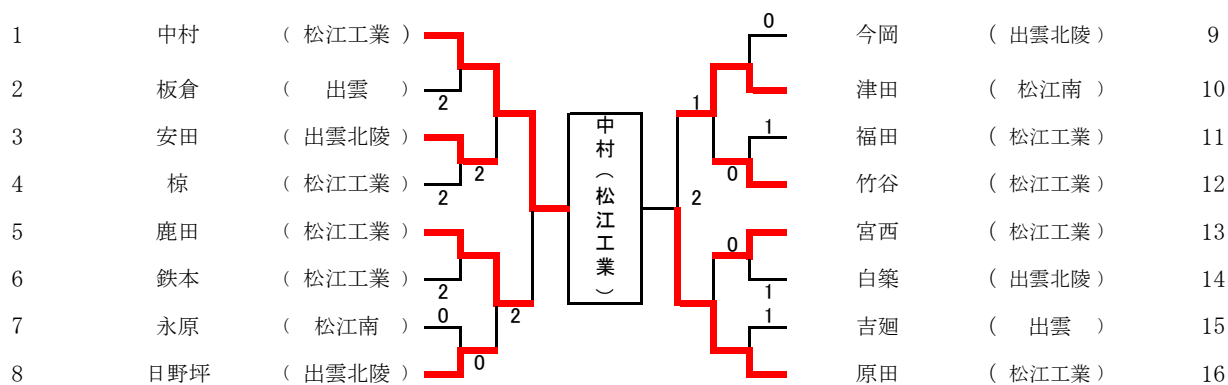 1 中村 ( 松江工業 ) 0 今岡 ( 出雲北陵 ) 9
2 板倉 ( 出雲 ) 2 1 津田 ( 松江南 ) 10
3 安田 ( 出雲北陵 ) 2 1 福田 ( 松江工業 ) 11
4 椋 ( 松江工業 ) 2 0 竹谷 ( 松江工業 ) 12
中村(松江工業) 2
5 鹿田 ( 松江工業 ) 0 宮西 ( 松江工業 ) 13
6 鉄本 ( 松江工業 ) 2 1 白築 ( 出雲北陵 ) 14
7 永原 ( 松江南 ) 0 2 1 吉廻 ( 出雲 ) 15
8 日野坪 ( 出雲北陵 ) 0 原田 ( 松江工業 ) 16